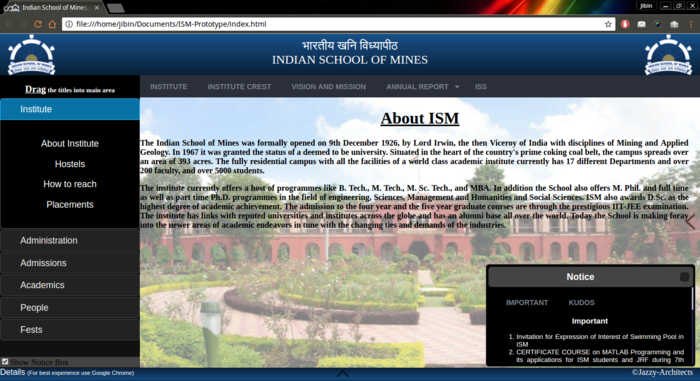 Indian School of Mines
jibin
file:///home/jibin/Documents/ISM-Prototype/index.html
भारतीय खनि विध्यापीठ
INDIAN SCHOOL OF MINES
Drag the titles into main area
INSTITUTE INSTITUTE CREST VISION AND MISSION ANNUAL REPORT ISS
Institute
About Institute
Hostels
How to reach
Placements
Administration
Admissions
Academics
People
Fests
Show Notice Box
About ISM
The Indian School of Mines was formally opened on 9th December 1926, by Lord Irwin, the then Viceroy of India with disciplines of Mining and Applied
Geology. In 1967 it was granted the status of a deemed to be university. Situated in the heart of the country's prime coking coal belt, the campus spreads over
an area of 393 acres. The fully residential campus with all the facilities of a world class academic institute currently has 17 different Departments and over
200 faculty, and over 5000 students.
The institute currently offers a host of programmes like B. Tech., M. Tech., M. Sc. Tech., and MBA. In addition the School also offers M. Phil. and full time
as well as part time Ph.D. programmes in the field of engineering, Sciences, Management and Humanities and Social Sciences. ISM also awards D.Sc. as the
highest degree of academic achievement. The admission to the four year and the five year graduate courses are through the prestigious IIT-JEE examination.
The institute has links with reputed universities and institutes across the globe and has an alumni base all over the world. Today the School is making foray
into the newer areas of academic endeavors in tune with the changing ties and demands of the industries.
Notice
IMPORTANT KUDOS
Important
1. Invitation for Expression of Interest of Swimming Pool in
ISM
2. CERTIFICATE COURSE on MATLAB Programming and
its applications for ISM students and JRF during 7th
Details (For best experience use Google Chrome)
©Jazzy-Architects